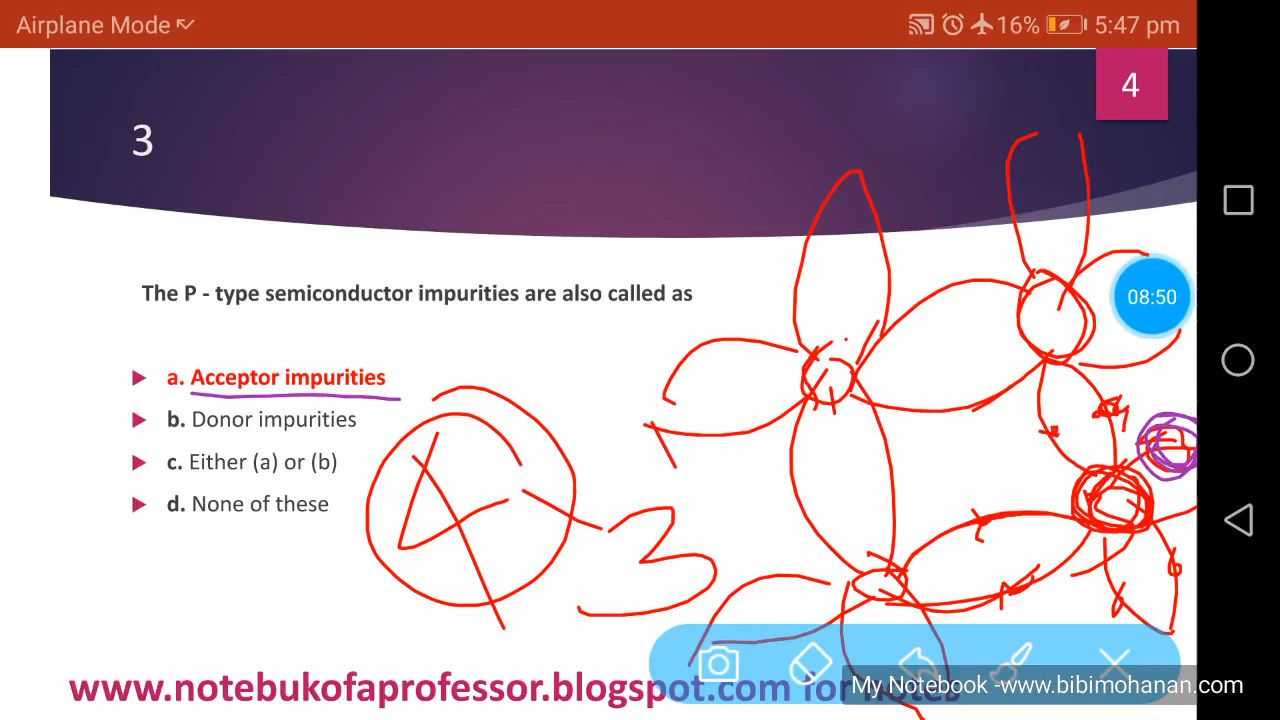 Airplane Mode
16% 5:47 pm
4
3
08:50
The P - type semiconductor impurities are also called as
a. Acceptor impurities
b. Donor impurities
c. Either (a) or (b)
d. None of these
4
3
www.notebukofaprofessor.blogspot.com for notes
My Notebook -www.bibimohanan.com